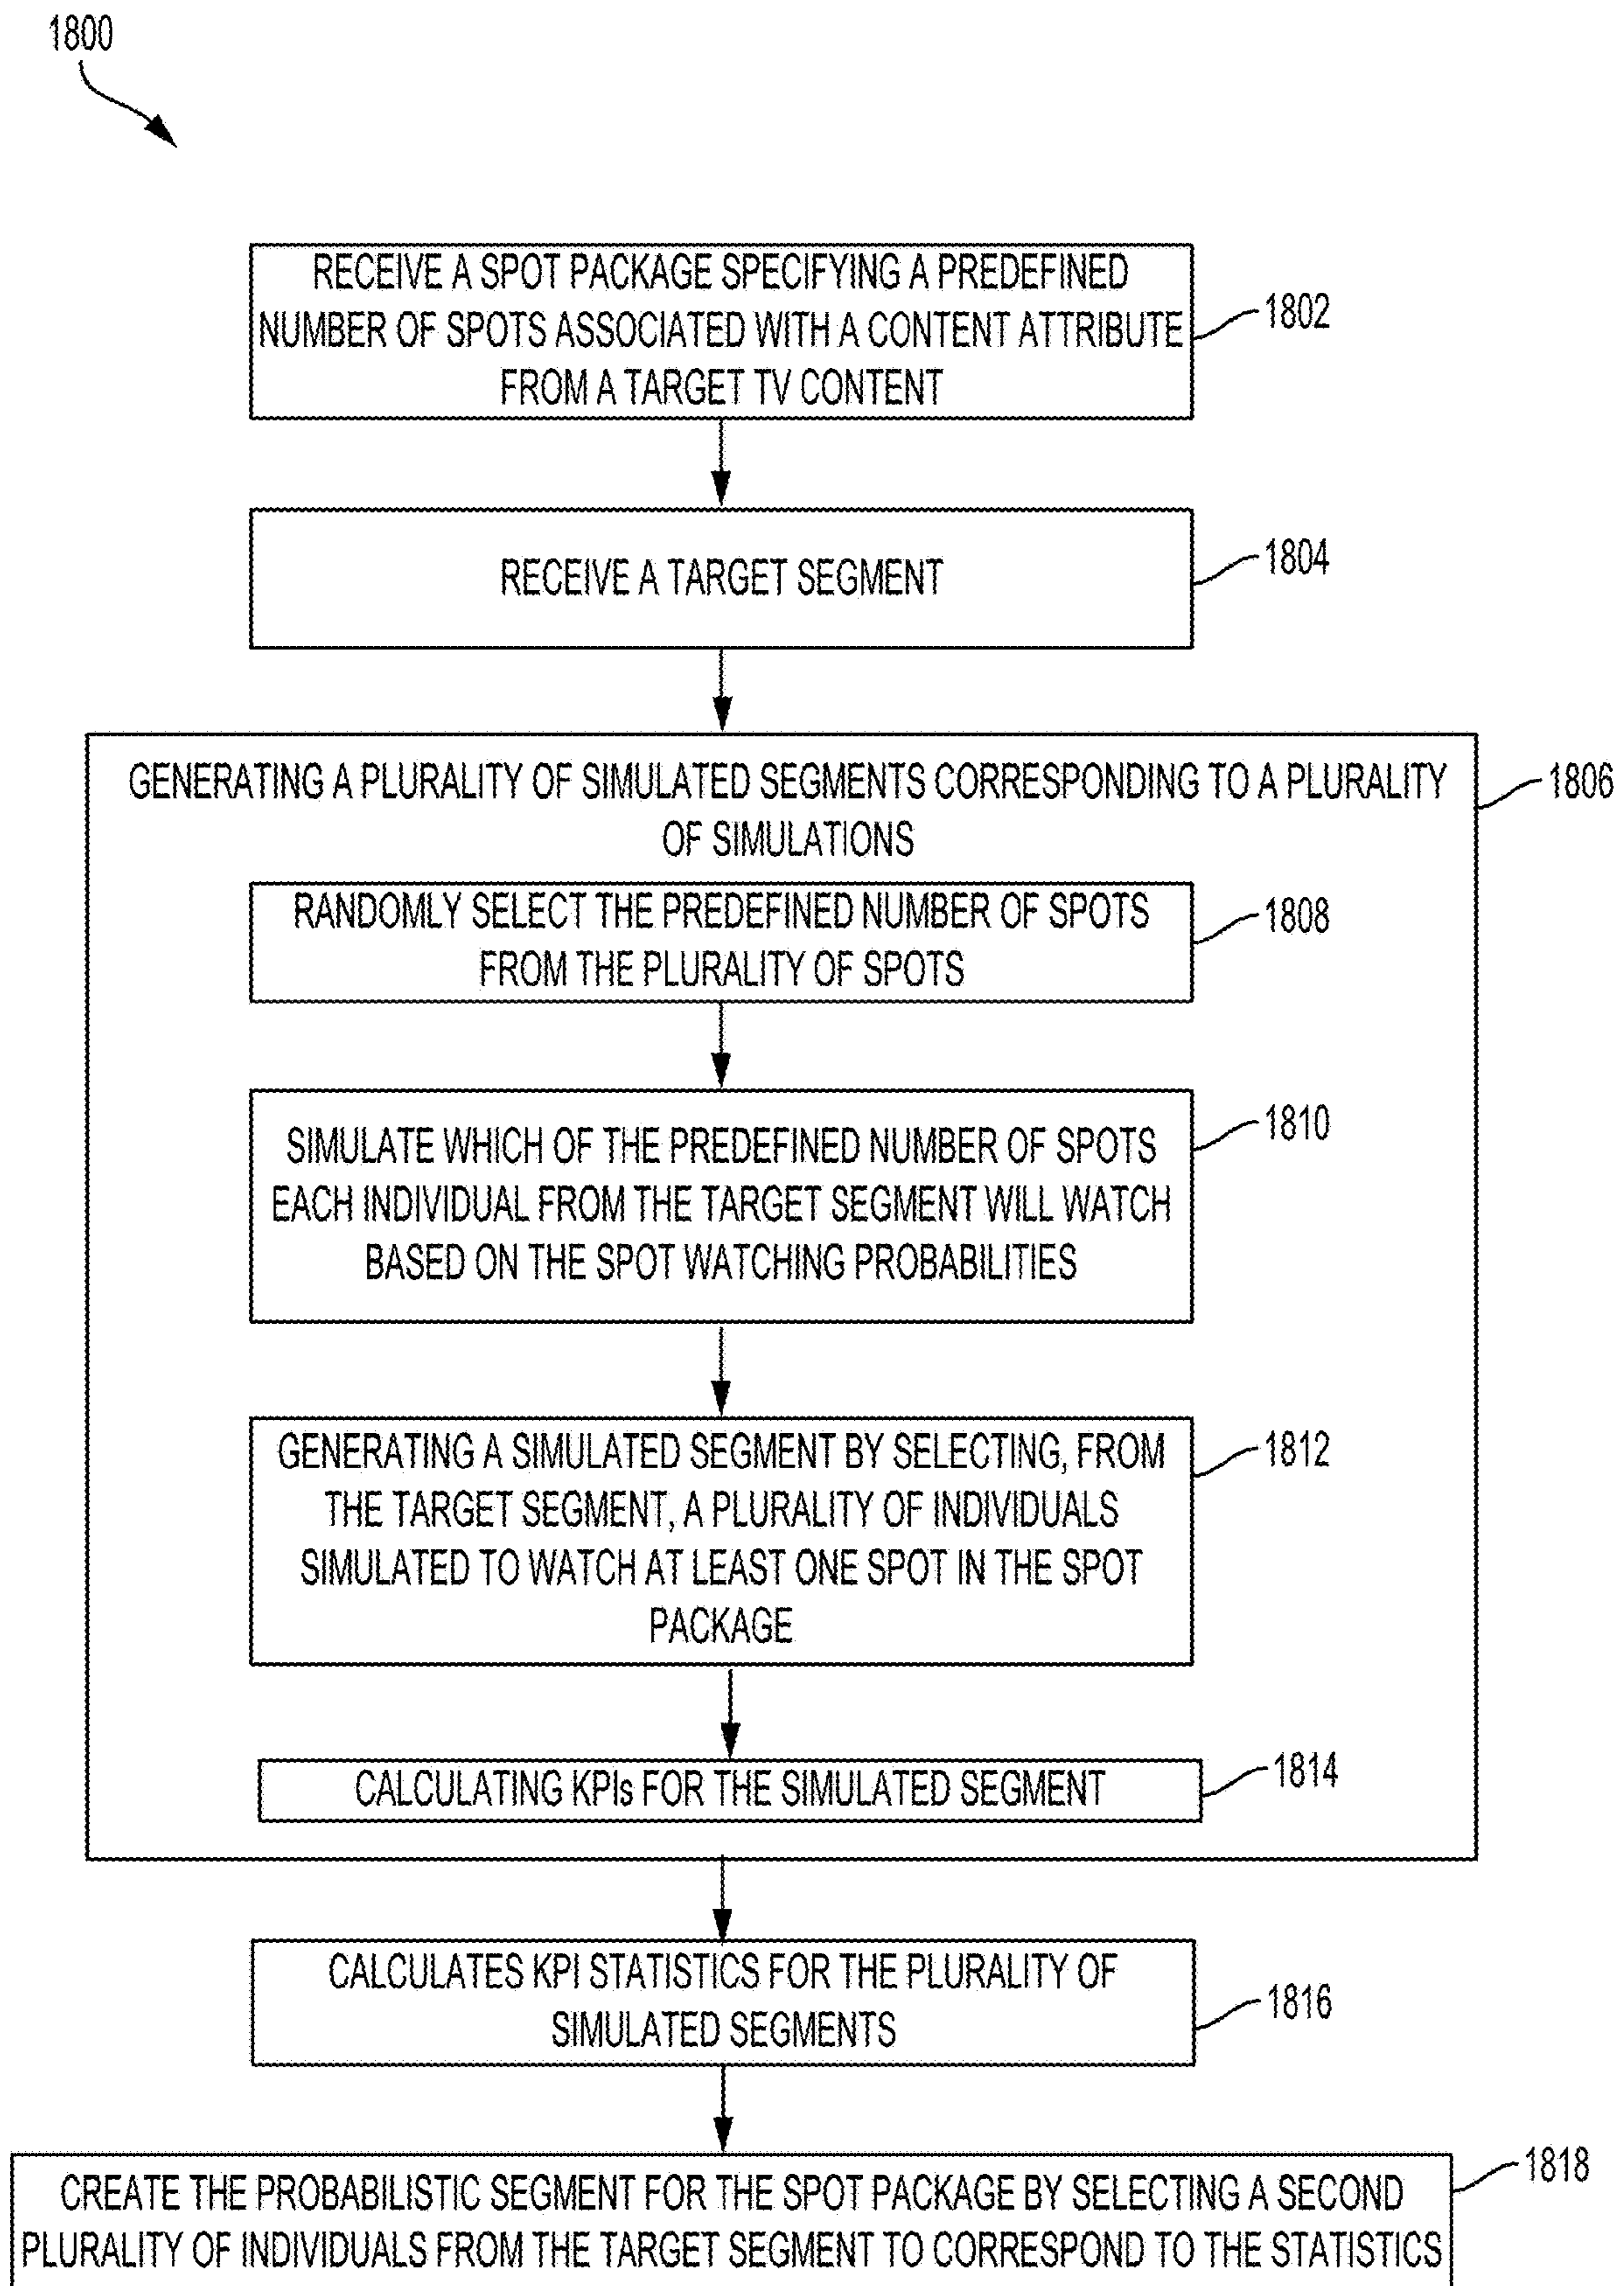 1800
RECEIVE A SPOT PACKAGE SPECIFYING A PREDEFINED
NUMBER OF SPOTS ASSOCIATED WITH A CONTENT ATTRIBUTE
FROM A TARGET TV CONTENT
1802
RECEIVE A TARGET SEGMENT
1804
GENERATING A PLURALITY OF SIMULATED SEGMENTS CORRESPONDING TO A PLURALITY
OF SIMULATIONS
1806
RANDOMLY SELECT THE PREDEFINED NUMBER OF SPOTS
FROM THE PLURALITY OF SPOTS
1808
SIMULATE WHICH OF THE PREDEFINED NUMBER OF SPOTS
EACH INDIVIDUAL FROM THE TARGET SEGMENT WILL WATCH
BASED ON THE SPOT WATCHING PROBABILITIES
1810
GENERATING A SIMULATED SEGMENT BY SELECTING, FROM
THE TARGET SEGMENT, A PLURALITY OF INDIVIDUALS
SIMULATED TO WATCH AT LEAST ONE SPOT IN THE SPOT
PACKAGE
1812
CALCULATING KPIs FOR THE SIMULATED SEGMENT
1814
CALCULATES KPI STATISTICS FOR THE PLURALITY OF
SIMULATED SEGMENTS
1816
CREATE THE PROBABILISTIC SEGMENT FOR THE SPOT PACKAGE BY SELECTING A SECOND
PLURALITY OF INDIVIDUALS FROM THE TARGET SEGMENT TO CORRESPOND TO THE STATISTICS
1818